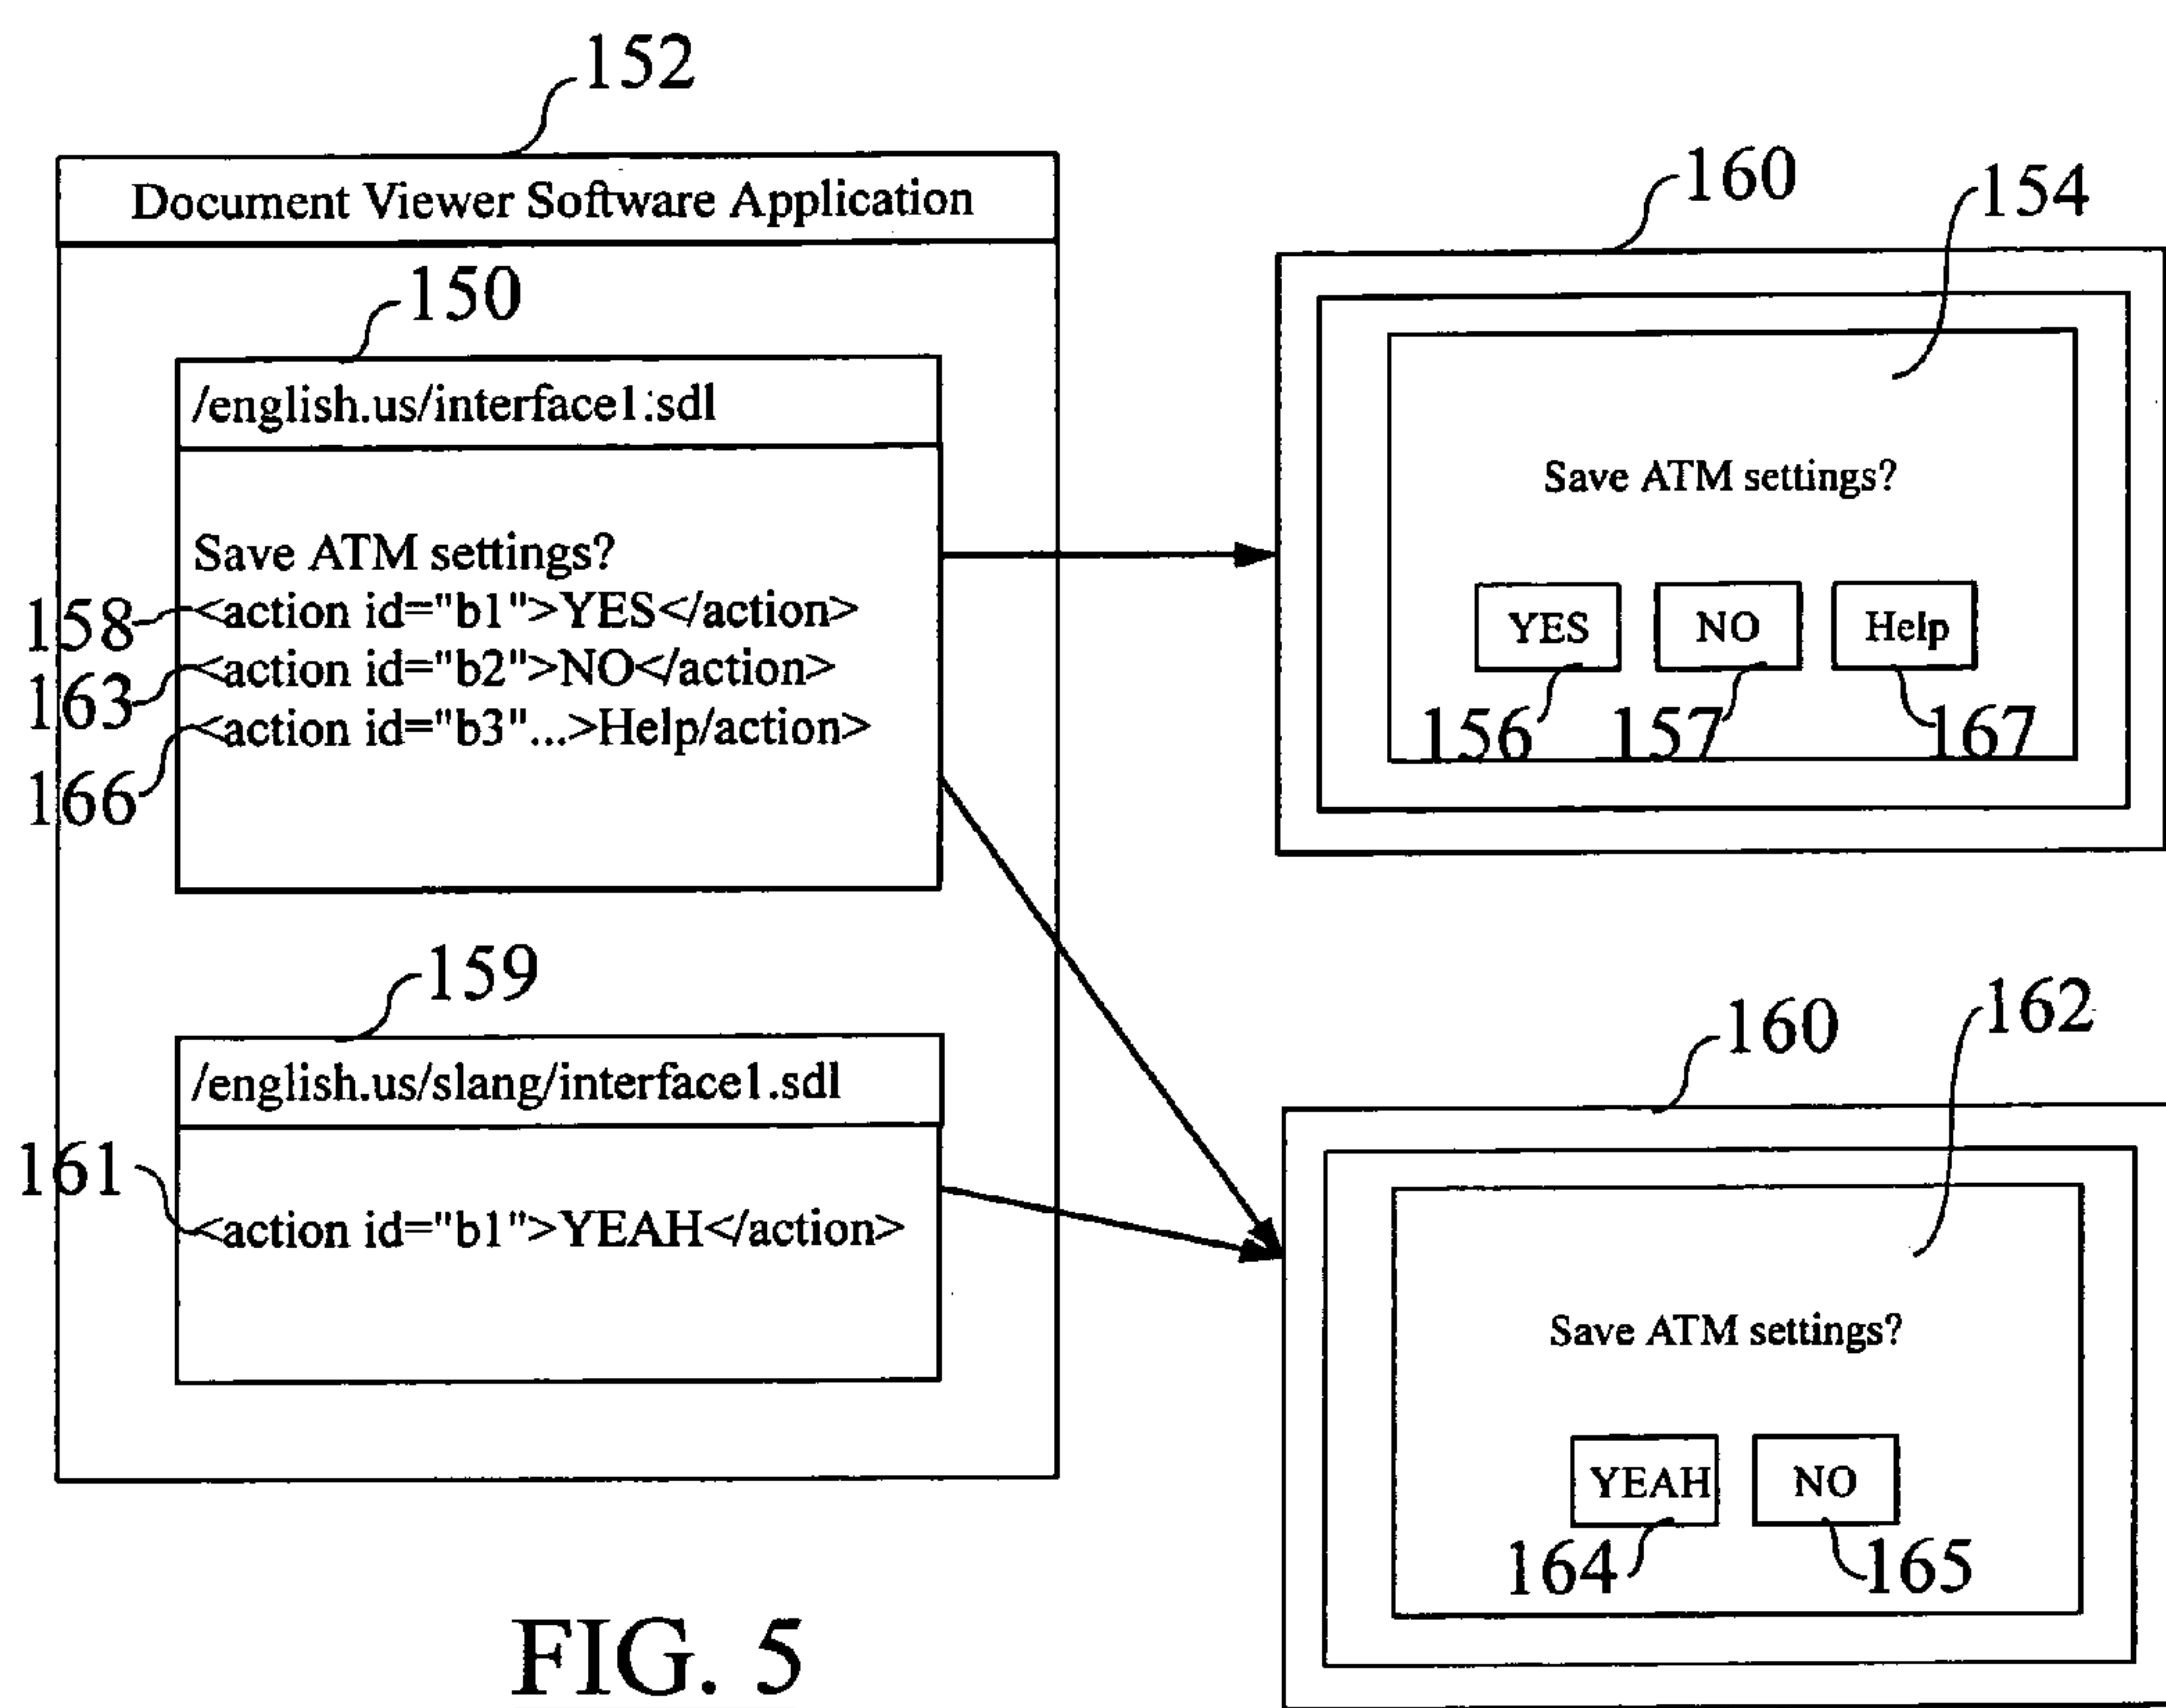 152
Document Viewer Software Application
150
/english.us/interface1:sdl
Save ATM settings?
158 <action id="b1">YES</action>
163 <action id="b2">NO</action>
166 <action id="b3"...>Help/action>
159
/english.us/slang/interface1.sdl
161 <action id="b1">YEAH</action>
160
154
Save ATM settings?
YES NO Help
156 157 167
160
162
Save ATM settings?
YEAH NO
164 165
FIG. 5